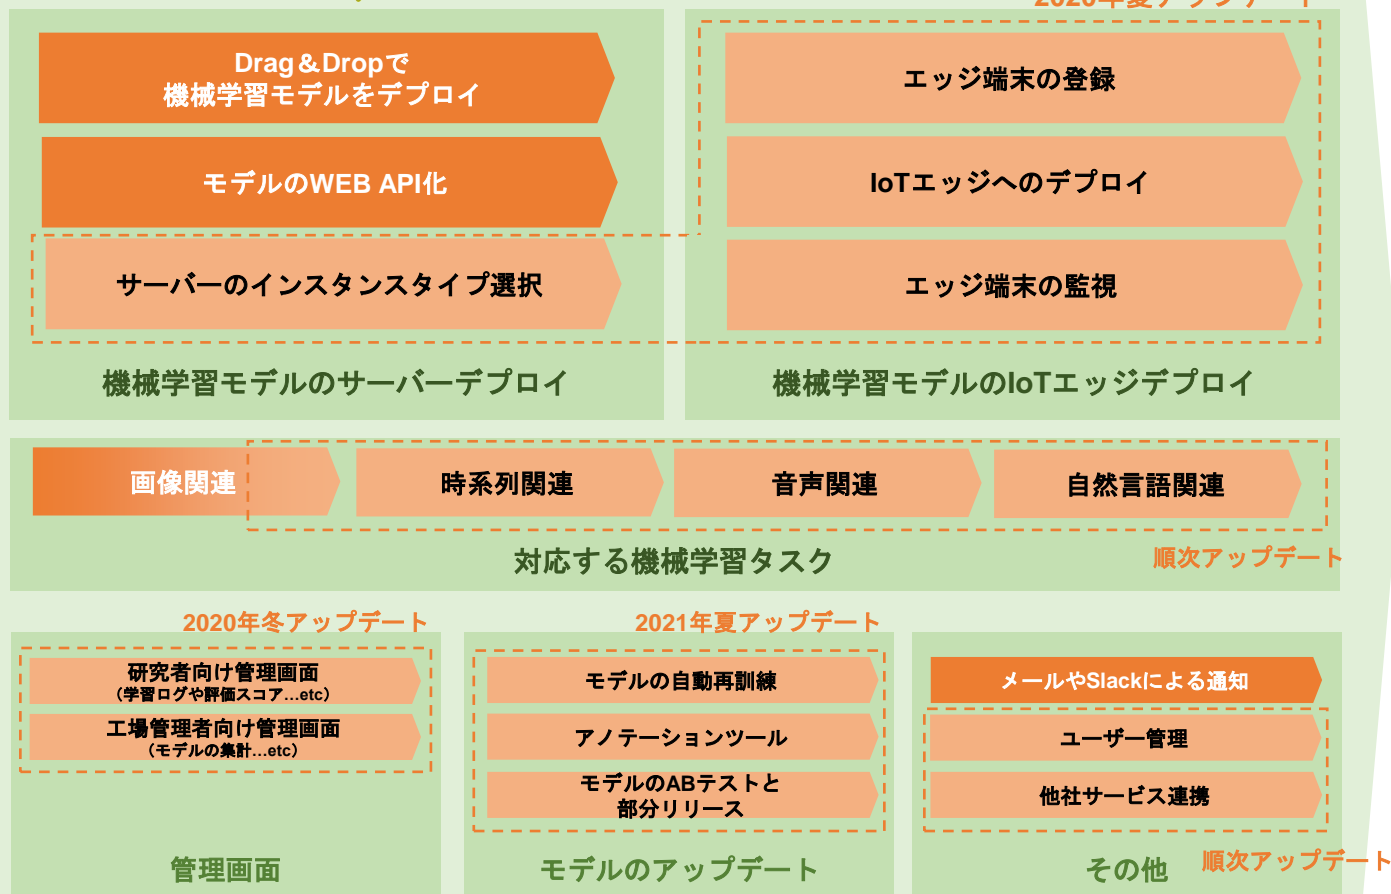 2020年夏アップデート
Drag＆Dropで
機械学習モデルをデプロイ
モデルのWEB API化
サーバーのインスタンスタイプ選択
機械学習モデルのサーバーデプロイ
エッジ端末の登録
IoTエッジへのデプロイ
エッジ端末の監視
機械学習モデルのIoTエッジデプロイ
画像関連
時系列関連
音声関連
自然言語関連
対応する機械学習タスク
順次アップデート
2020年冬アップデート
研究者向け管理画面
（学習ログや評価スコア…etc）
工場管理者向け管理画面
（モデルの集計…etc）
管理画面
2021年夏アップデート
モデルの自動再訓練
アノテーションツール
モデルのABテストと
部分リリース
モデルのアップデート
メールやSlackによる通知
ユーザー管理
他社サービス連携
その他
順次アップデート